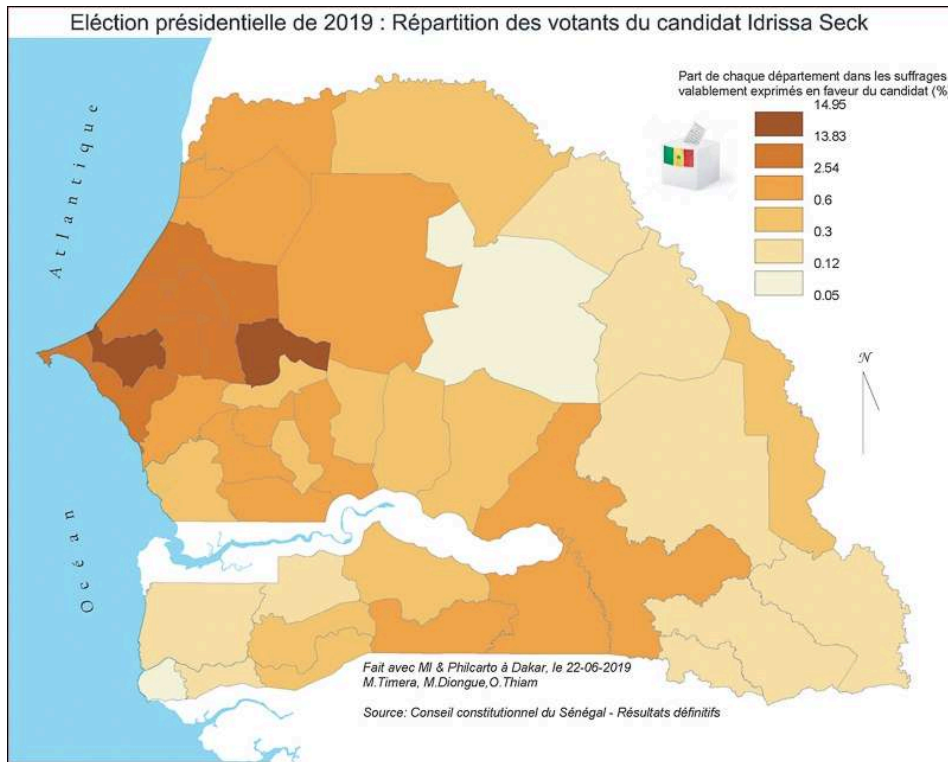 Eléction présidentielle de 2019 : Répartition des votants du candidat Idrissa Seck
Part de chaque département dans les suffrages
valablement exprimés en faveur du candidat (%)
14.95
13.83
2.54
0.6
0.3
0.12
0.05
Atlantique
Océan
N
Fait avec MI & Philcarto à Dakar, le 22-06-2019
M.Timera, M.Diongue,O.Thiam
Source: Conseil constitutionnel du Sénégal - Résultats définitifs